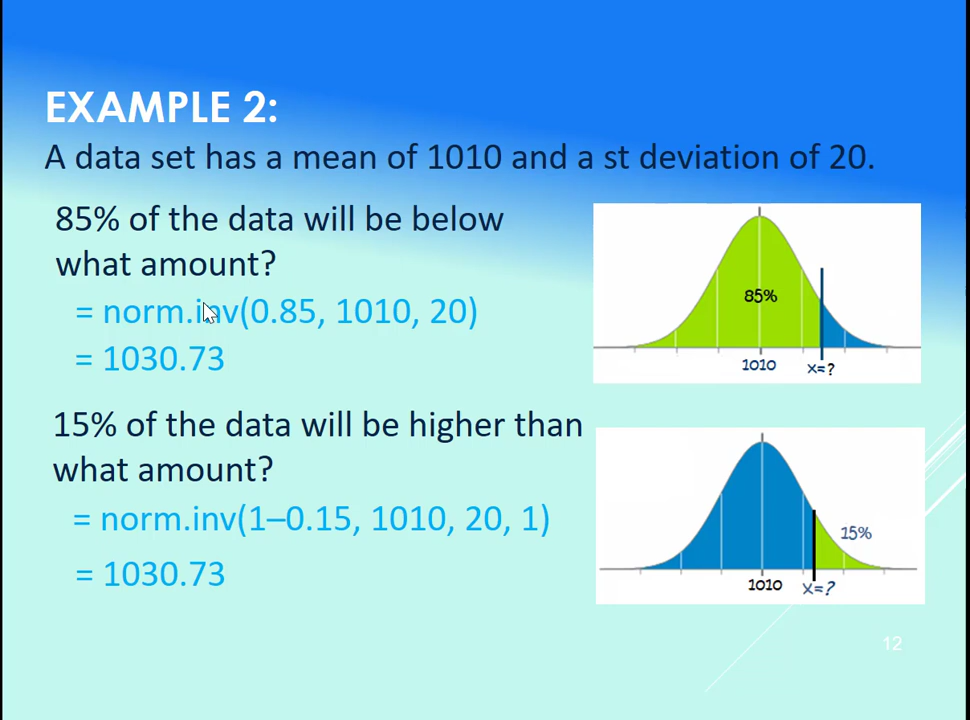 EXAMPLE 2:
A data set has a mean of 1010 and a st deviation of 20.
85% of the data will be below
what amount?
= norm.inv(0.85, 1010, 20)
= 1030.73
85%
1010
x=?
15% of the data will be higher than
what amount?
= norm.inv(1–0.15, 1010, 20, 1)
= 1030.73
15%
1010
x=?
12